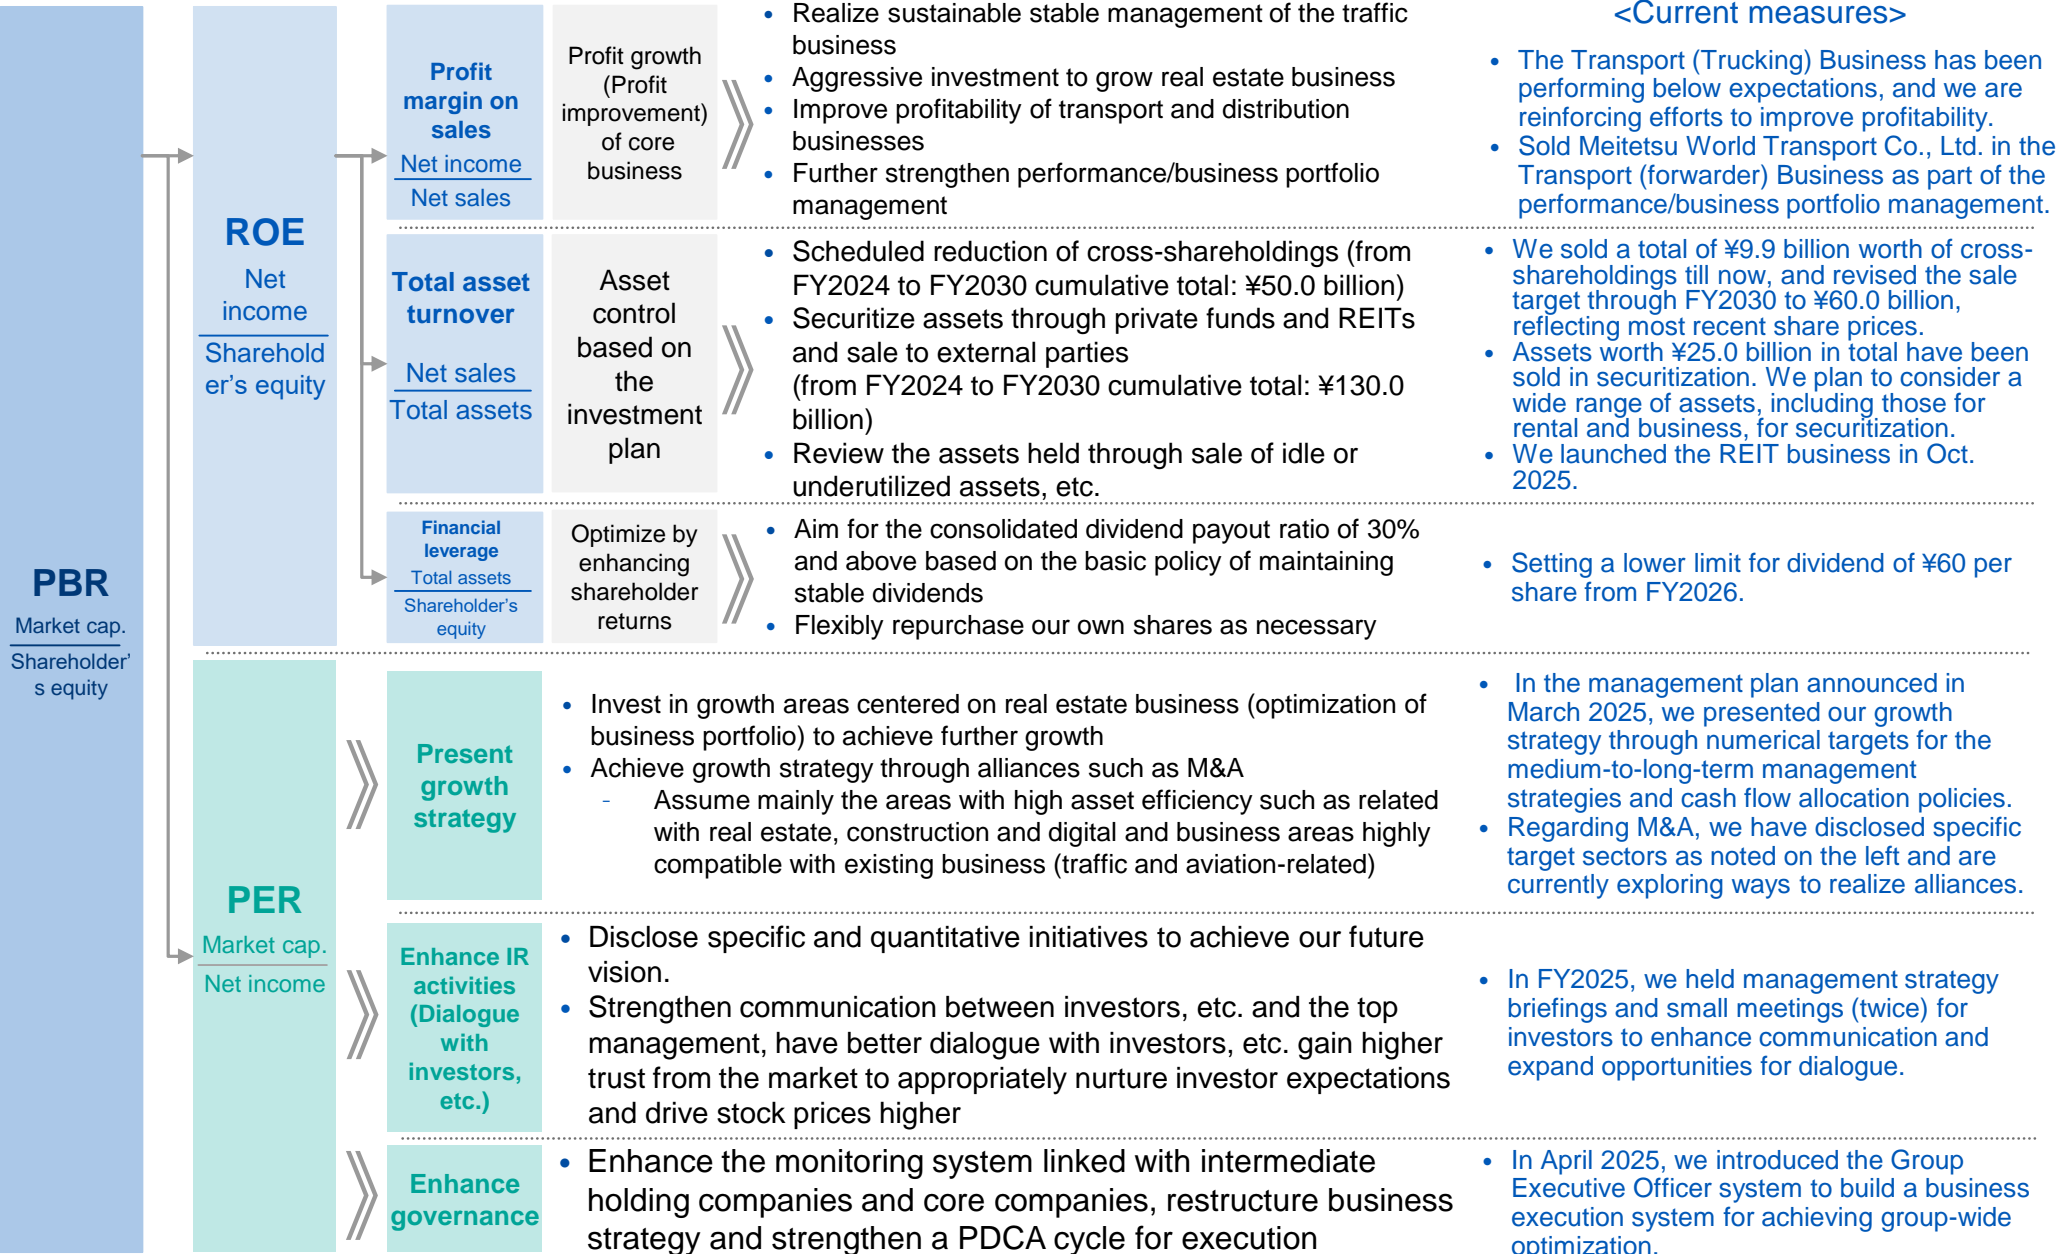 PBR
Market cap.
Shareholder'
s equity
ROE
Net
income
Sharehold
er's equity
Profit
margin on
sales
Net income
Net sales
Profit growth
(Profit
improvement)
of core
business
• Realize sustainable stable management of the traffic
business
• Aggressive investment to grow real estate business
• Improve profitability of transport and distribution
businesses
• Further strengthen performance/business portfolio
management
<Current measures>
• The Transport (Trucking) Business has been
performing below expectations, and we are
reinforcing efforts to improve profitability.
• Sold Meitetsu World Transport Co., Ltd. in the
Transport (forwarder) Business as part of the
performance/business portfolio management.
Total asset
turnover
Net sales
Total assets
Asset
control
based on
the
investment
plan
• Scheduled reduction of cross-shareholdings (from
FY2024 to FY2030 cumulative total: ¥50.0 billion)
• Securitize assets through private funds and REITs
and sale to external parties
(from FY2024 to FY2030 cumulative total: ¥130.0
billion)
• Review the assets held through sale of idle or
underutilized assets, etc.
• We sold a total of ¥9.9 billion worth of cross-
shareholdings till now, and revised the sale
target through FY2030 to ¥60.0 billion,
reflecting most recent share prices.
• Assets worth ¥25.0 billion in total have been
sold in securitization. We plan to consider a
wide range of assets, including those for
rental and business, for securitization.
• We launched the REIT business in Oct.
2025.
Financial
leverage
Total assets
Shareholder's
equity
Optimize by
enhancing
shareholder
returns
• Aim for the consolidated dividend payout ratio of 30%
and above based on the basic policy of maintaining
stable dividends
• Flexibly repurchase our own shares as necessary
• Setting a lower limit for dividend of ¥60 per
share from FY2026.
PER
Market cap.
Net income
Present
growth
strategy
• Invest in growth areas centered on real estate business (optimization of
business portfolio) to achieve further growth
• Achieve growth strategy through alliances such as M&A
- Assume mainly the areas with high asset efficiency such as related
with real estate, construction and digital and business areas highly
compatible with existing business (traffic and aviation-related)
• In the management plan announced in
March 2025, we presented our growth
strategy through numerical targets for the
medium-to-long-term management
strategies and cash flow allocation policies.
• Regarding M&A, we have disclosed specific
target sectors as noted on the left and are
currently exploring ways to realize alliances.
Enhance IR
activities
(Dialogue
with
investors,
etc.)
• Disclose specific and quantitative initiatives to achieve our future
vision.
• Strengthen communication between investors, etc. and the top
management, have better dialogue with investors, etc. gain higher
trust from the market to appropriately nurture investor expectations
and drive stock prices higher
• In FY2025, we held management strategy
briefings and small meetings (twice) for
investors to enhance communication and
expand opportunities for dialogue.
Enhance
governance
• Enhance the monitoring system linked with intermediate
holding companies and core companies, restructure business
strategy and strengthen a PDCA cycle for execution
• In April 2025, we introduced the Group
Executive Officer system to build a business
execution system for achieving group-wide
optimization.